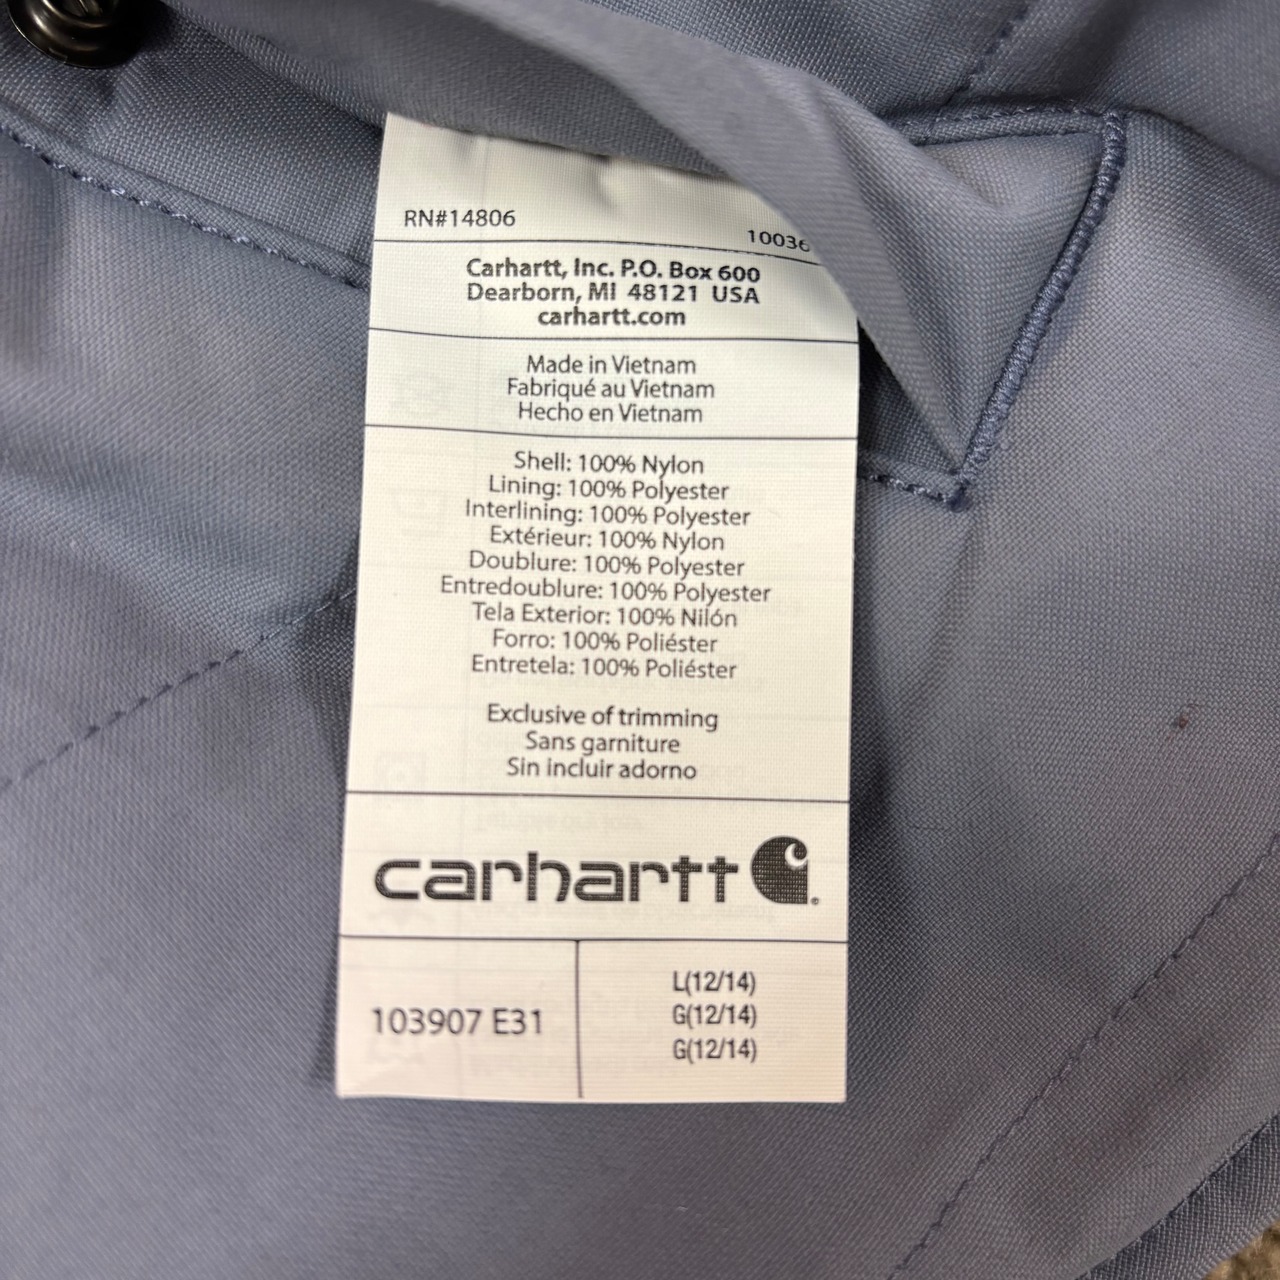 RN#14806
10036
Carhartt, Inc. P.O. Box 600
Dearborn, MI 48121 USA
carhartt.com
Made in Vietnam
Fabriqué au Vietnam
Hecho en Vietnam
Shell: 100% Nylon
Lining: 100% Polyester
Interlining: 100% Polyester
Extérieur: 100% Nylon
Doublure: 100% Polyester
Entredoublure: 100% Polyester
Tela Exterior: 100% Nilón
Forro: 100% Poliéster
Entretela: 100% Poliéster
Exclusive of trimming
Sans garniture
Sin incluir adorno
carhartt
103907 E31
L(12/14)
G(12/14)
G(12/14)